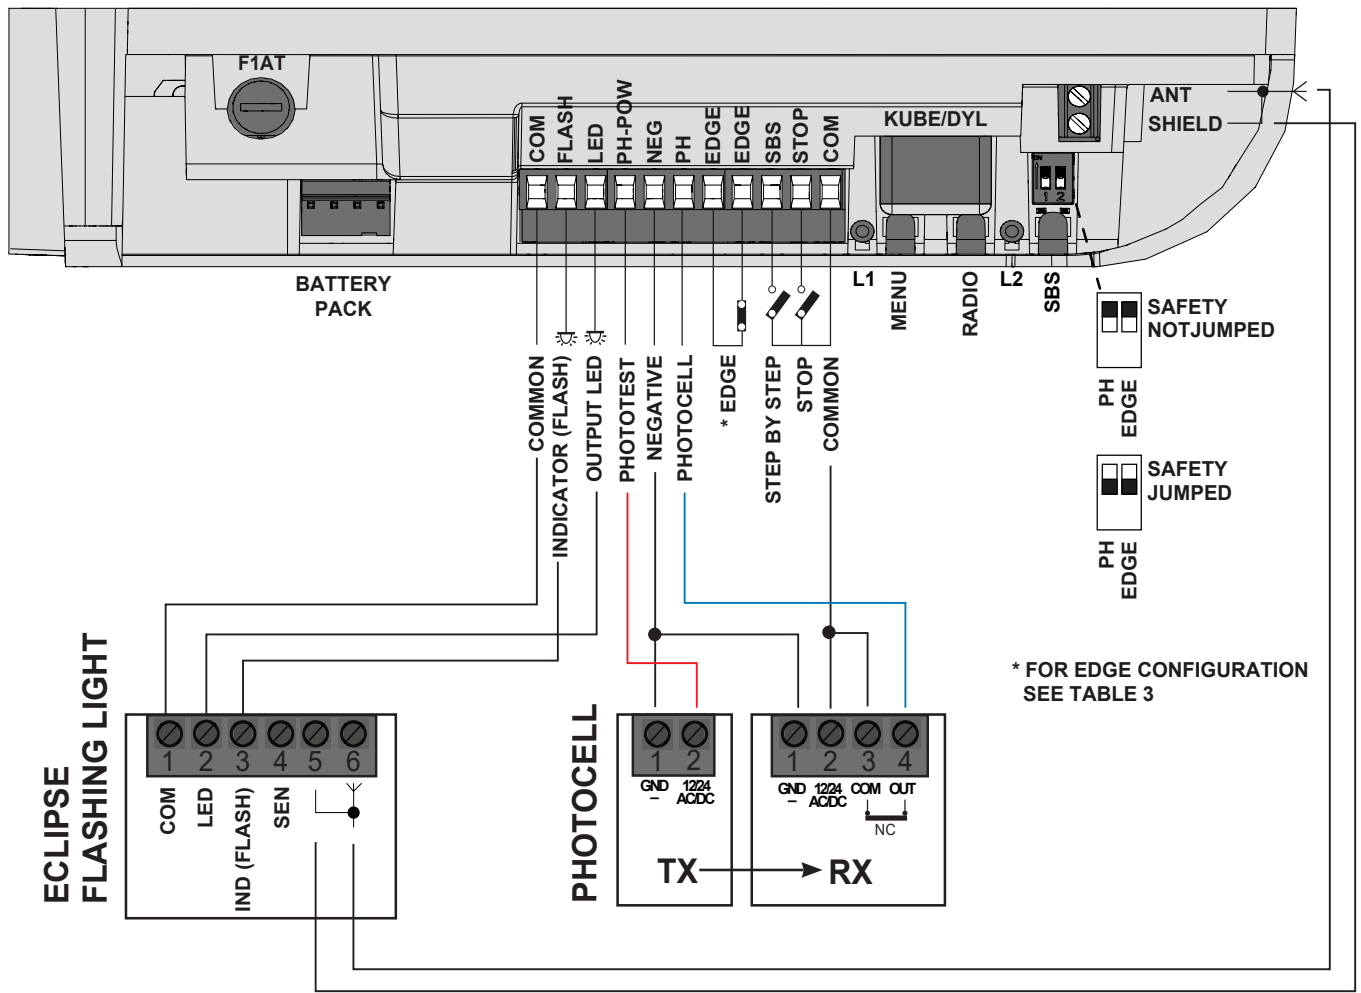 F1AT
COM
FLASH
LED
PH-POW
NEG
PH
EDGE
EDGE
SBS
STOP
COM
KUBE/DYL
ANT
SHIELD
ON
1 2
BATTERY
PACK
L1
MENU
RADIO
L2
SBS
SAFETY
NOTJUMPED
PH
EDGE
SAFETY
JUMPED
PH
EDGE
COMMON
INDICATOR (FLASH)
OUTPUT LED
PHOTOTEST
NEGATIVE
PHOTOCELL
* EDGE
STEP BY STEP
STOP
COMMON
* FOR EDGE CONFIGURATION
SEE TABLE 3
ECLIPSE
FLASHING LIGHT
1 2 3 4 5 6
COM
LED
IND (FLASH)
SEN
PHOTOCELL
1 2
GND
–
12/24
AC/DC
TX
1 2 3 4
GND
–
12/24
AC/DC
COM
OUT
NC
RX